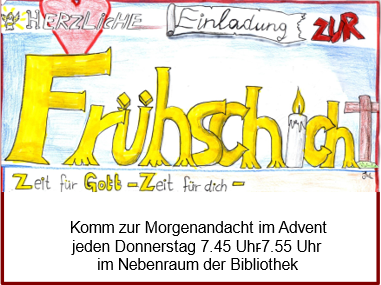 HERZLiCHE Einladung ZUR
Frühschicht
Zeit für Gott - Zeit für dich -
Komm zur Morgenandacht im Advent
jeden Donnerstag 7.45 Uhr-7.55 Uhr
im Nebenraum der Bibliothek